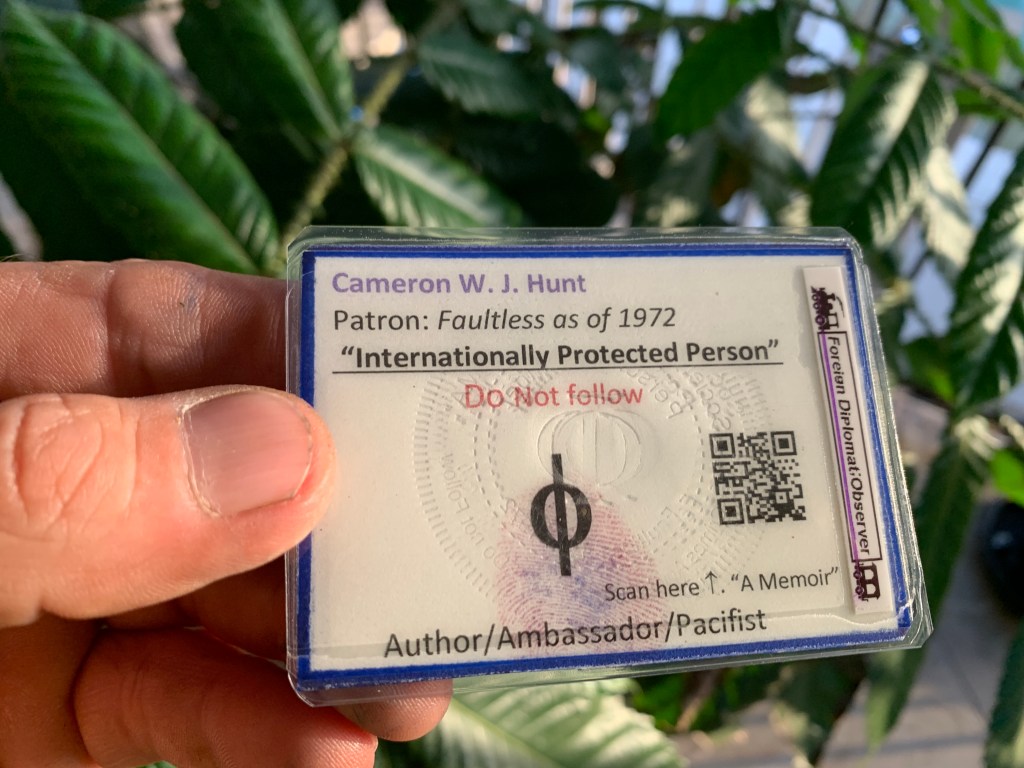 Cameron W. J. Hunt
Patron: Faultless as of 1972
“Internationally Protected Person”
Do Not follow
Φ
Scan here ↑. “A Memoir”
Author/Ambassador/Pacifist
Foreign Diplomat:Observer